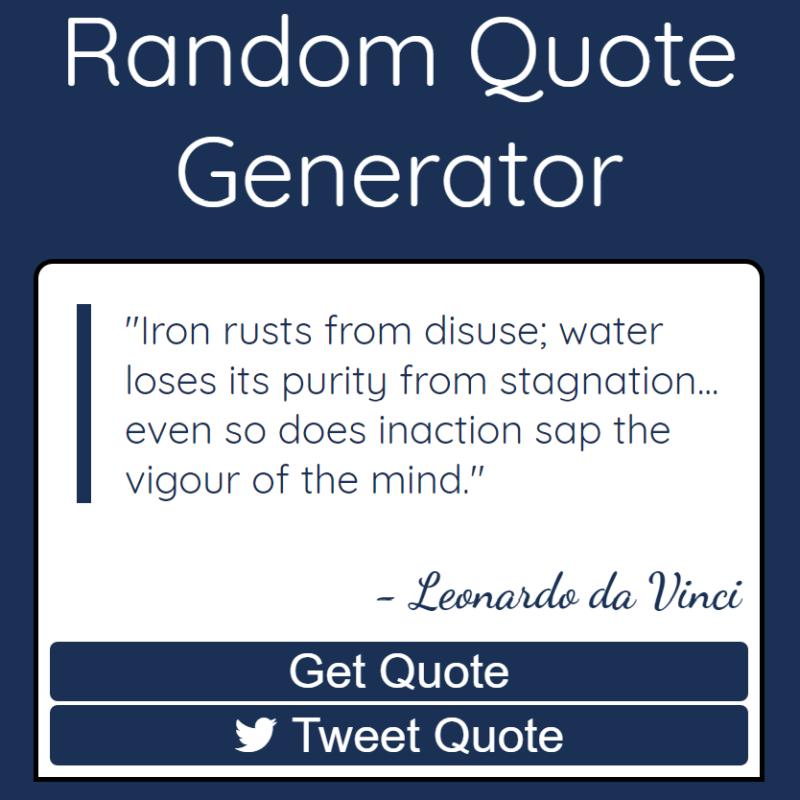 Random Quote
Generator
"Iron rusts from disuse; water
loses its purity from stagnation...
even so does inaction sap the
vigour of the mind."
- Leonardo da Vinci
Get Quote
Tweet Quote